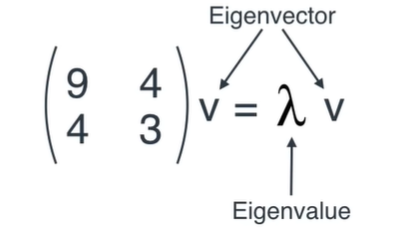 Eigenvector
9 4
v = λ v
4 3
Eigenvalue